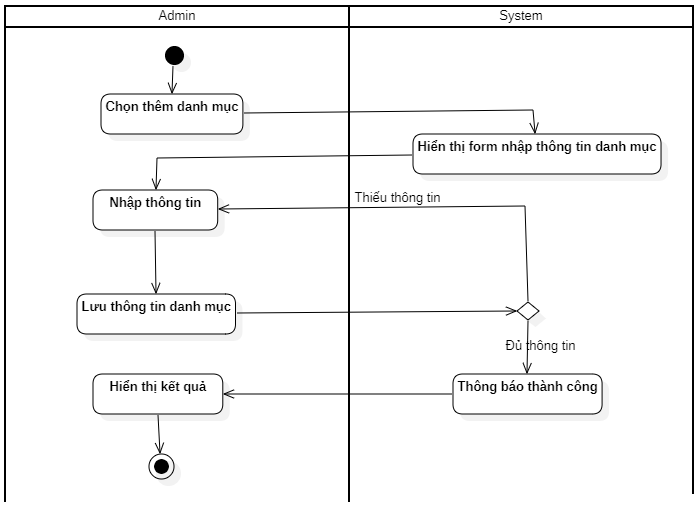 Admin
System
Chọn thêm danh mục
Hiển thị form nhập thông tin danh mục
Nhập thông tin
Thiếu thông tin
Lưu thông tin danh mục
Đủ thông tin
Hiển thị kết quả
Thông báo thành công